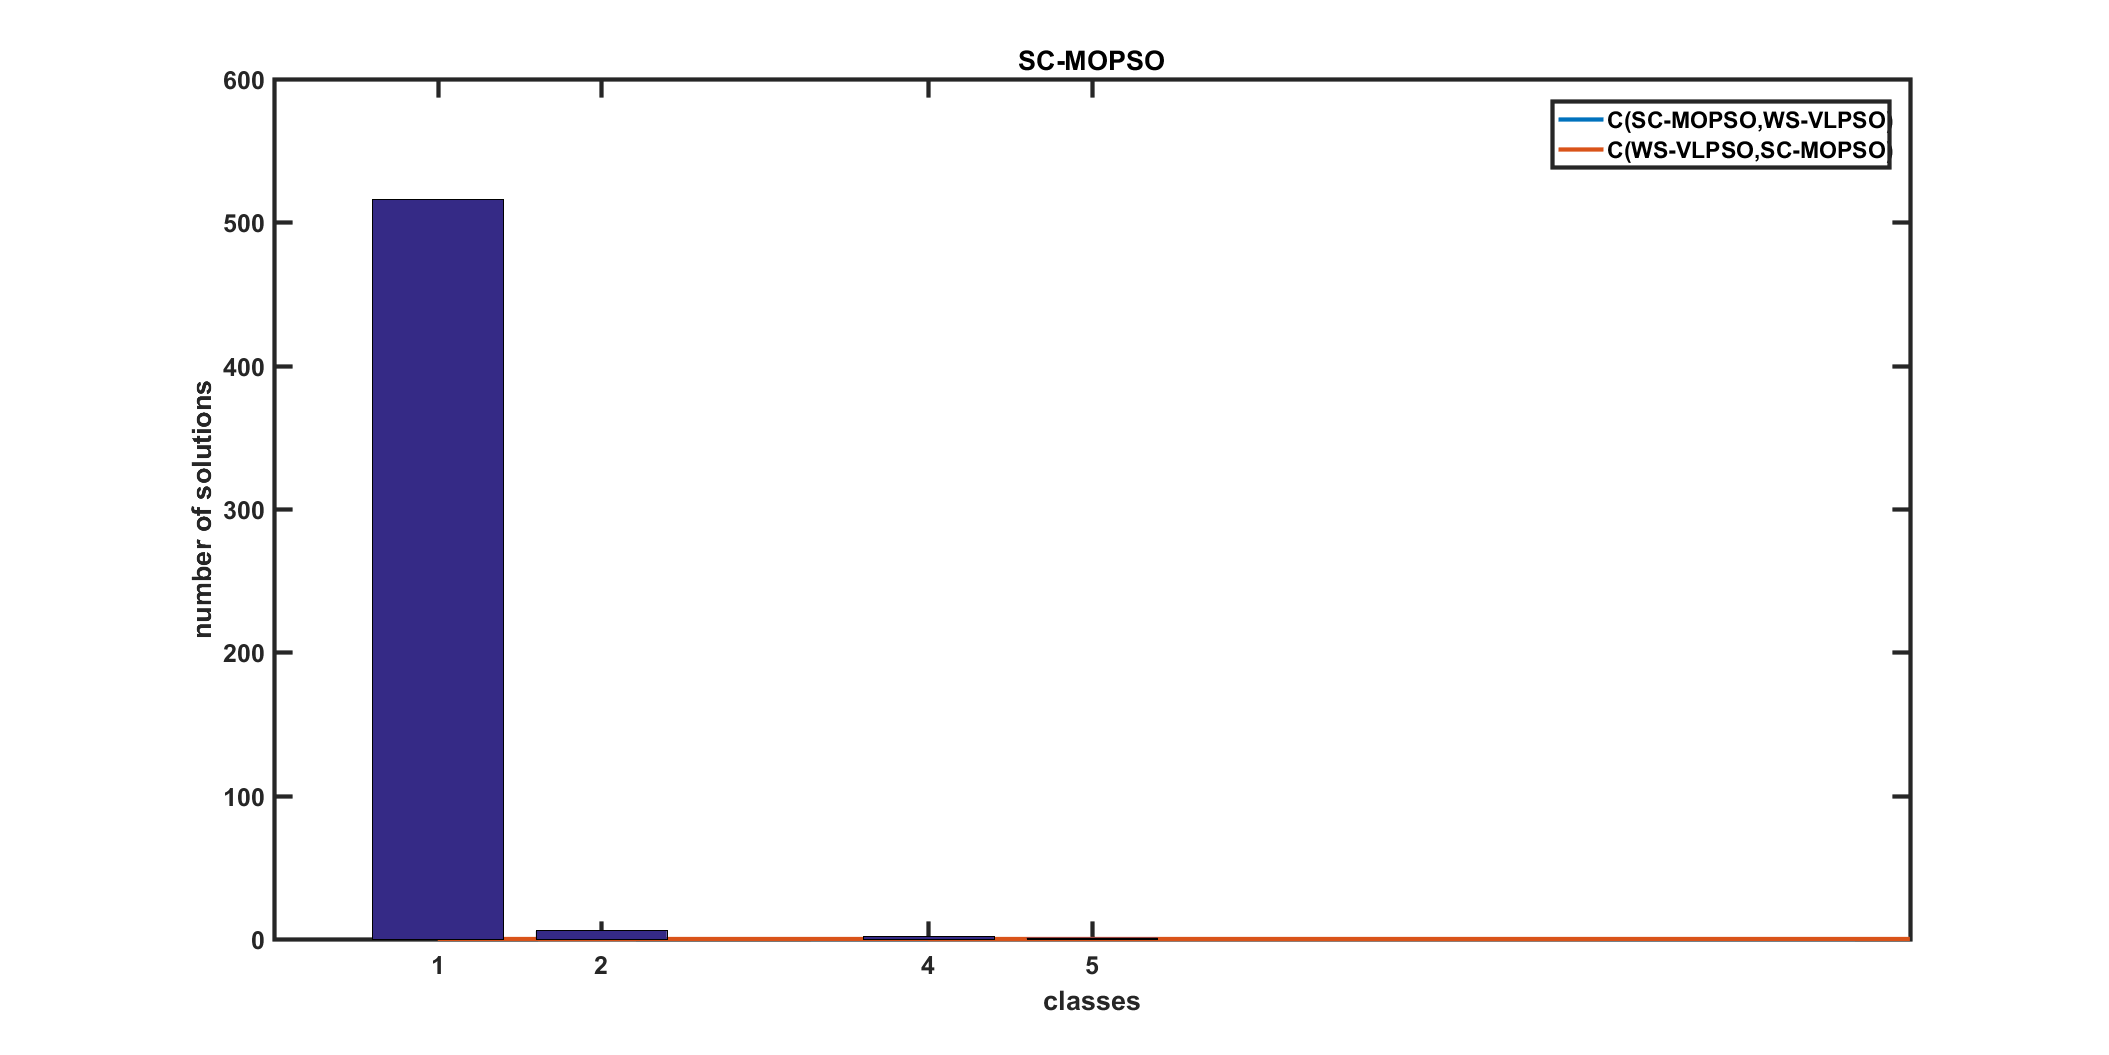 SC-MOPSO
600
500
400
300
200
100
0
number of solutions
C(SC-MOPSO,WS-VLPSO)
C(WS-VLPSO,SC-MOPSO)
1 2 4 5
classes